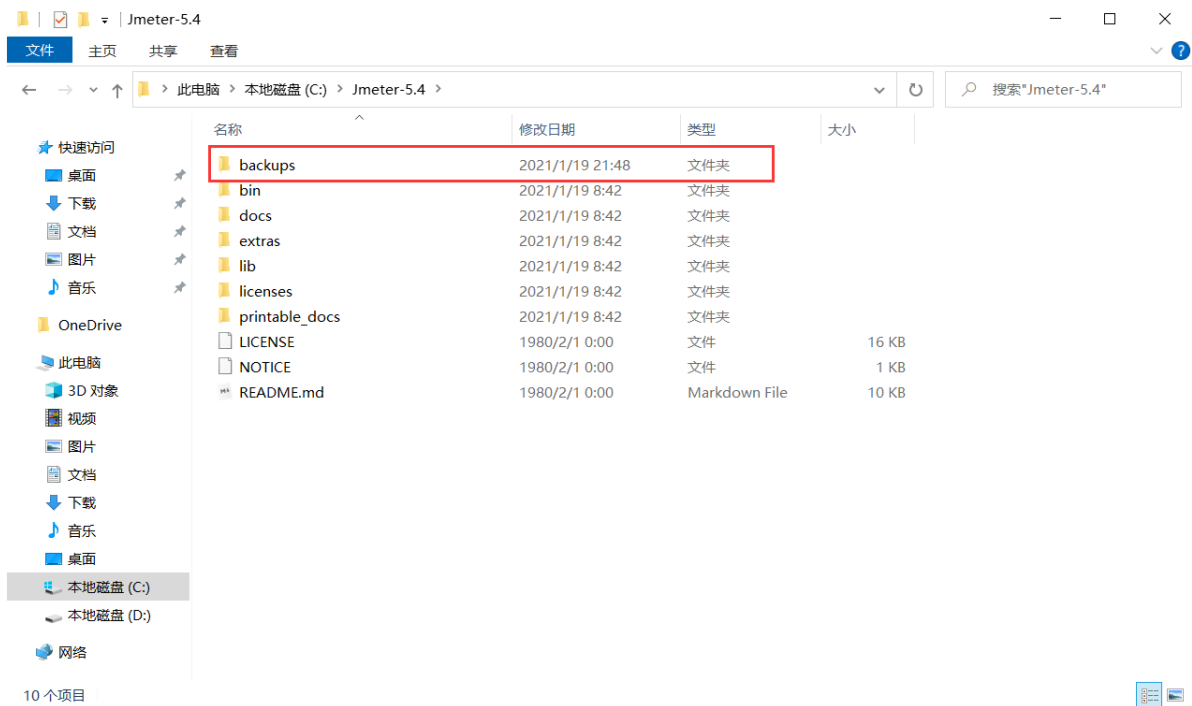 Jmeter-5.4
文件 主页 共享 查看
此电脑 本地磁盘 (C:) Jmeter-5.4 搜索"Jmeter-5.4"
名称 修改日期 类型 大小
快速访问
桌面
下载
文档
图片
音乐
OneDrive
此电脑
3D 对象
视频
图片
文档
下载
音乐
桌面
本地磁盘 (C:)
本地磁盘 (D:)
网络
backups 2021/1/19 21:48 文件夹
bin 2021/1/19 8:42 文件夹
docs 2021/1/19 8:42 文件夹
extras 2021/1/19 8:42 文件夹
lib 2021/1/19 8:42 文件夹
licenses 2021/1/19 8:42 文件夹
printable_docs 2021/1/19 8:42 文件夹
LICENSE 1980/2/1 0:00 文件 16 KB
NOTICE 1980/2/1 0:00 文件 1 KB
README.md 1980/2/1 0:00 Markdown File 10 KB
10 个项目